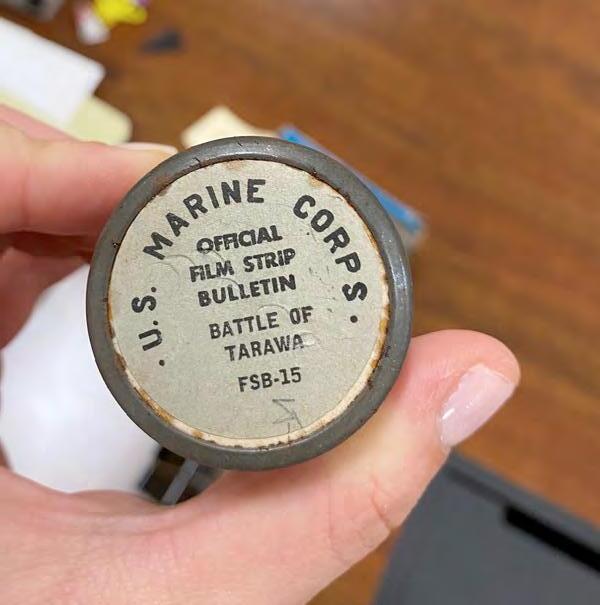 · U.S. MARINE CORPS ·
OFFICIAL
FILM STRIP
BULLETIN
BATTLE OF
TARAWA
FSB-15